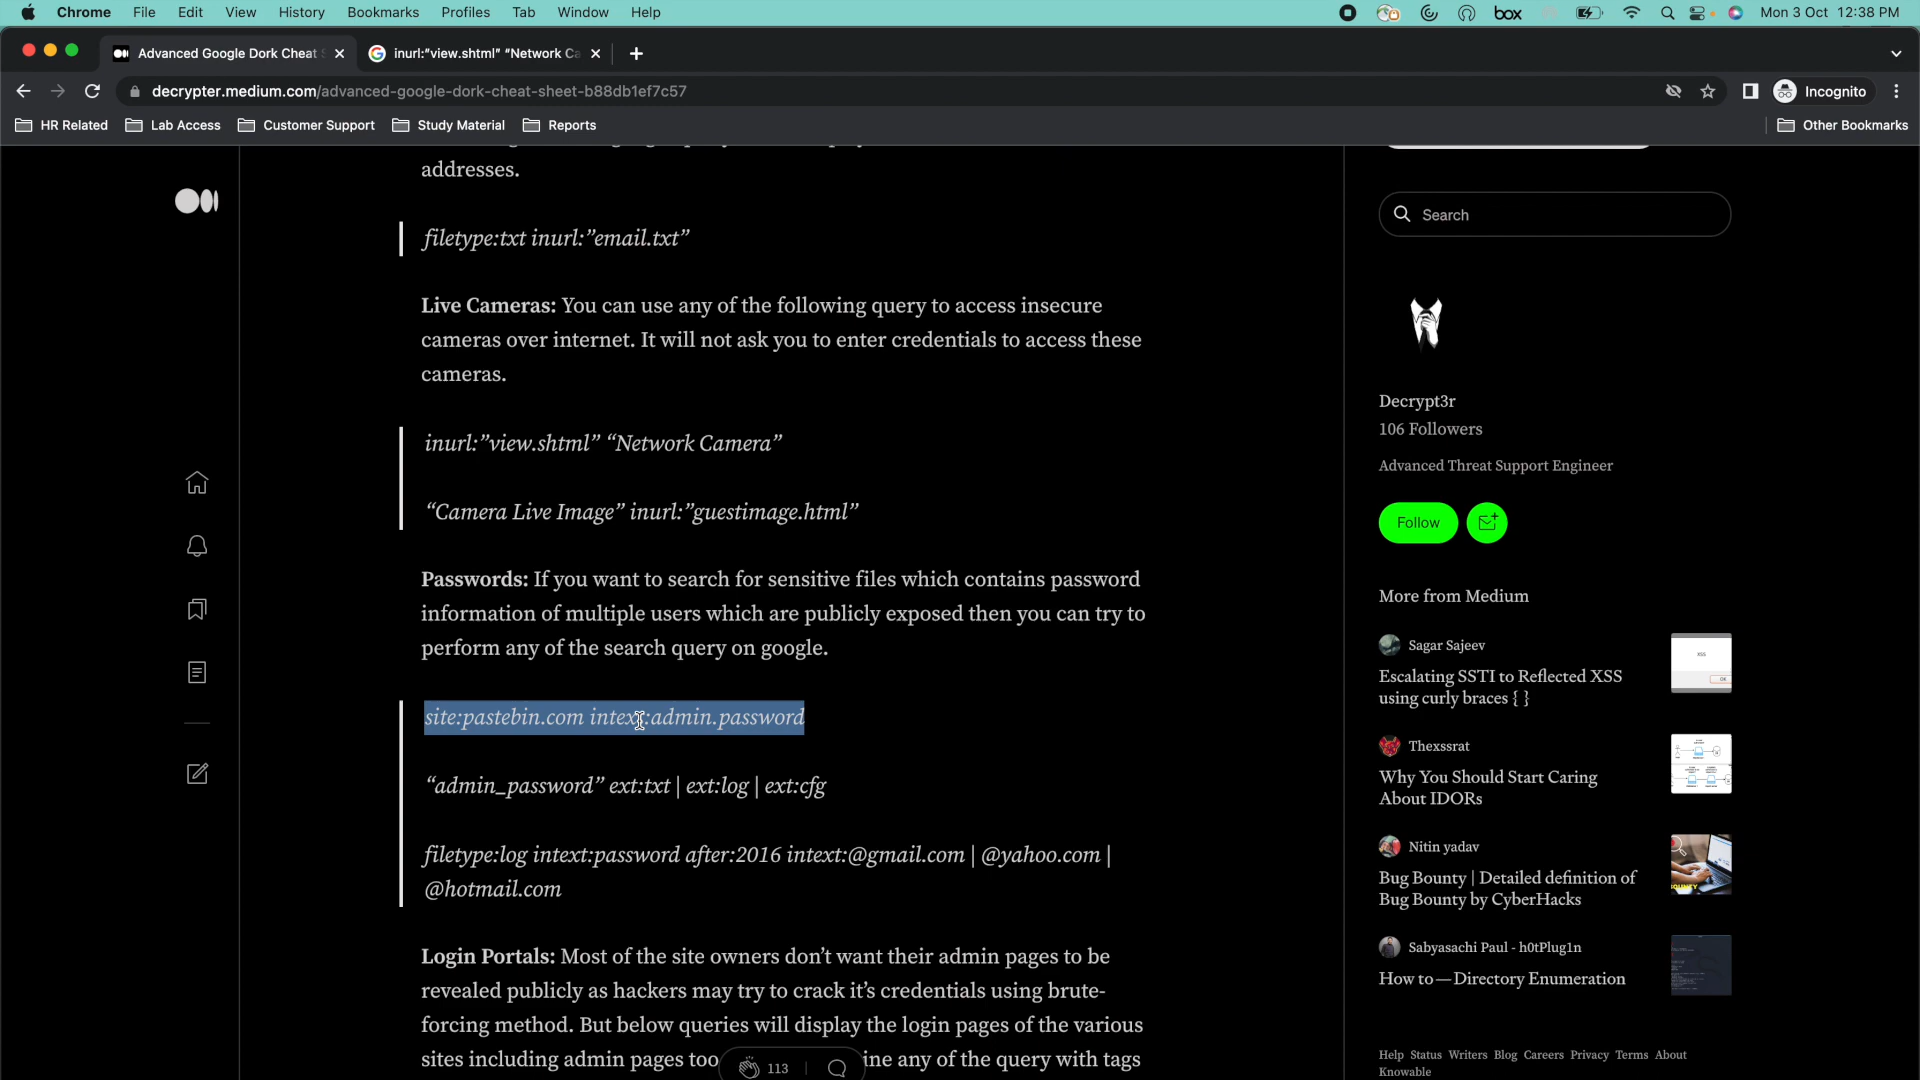 Chrome File Edit View History Bookmarks Profiles Tab Window Help box Mon 3 Oct 12:38 PM
Advanced Google Dork Cheat inurl:"view.shtml" "Network Ca
decrypter.medium.com/advanced-google-dork-cheat-sheet-b88db1ef7c57 Incognito
HR Related Lab Access Customer Support Study Material Reports Other Bookmarks
addresses.
filetype:txt inurl:”email.txt”
Live Cameras: You can use any of the following query to access insecure
cameras over internet. It will not ask you to enter credentials to access these
cameras.
inurl:”view.shtml” “Network Camera”
“Camera Live Image” inurl:”guestimage.html”
Passwords: If you want to search for sensitive files which contains password
information of multiple users which are publicly exposed then you can try to
perform any of the search query on google.
site:pastebin.com intext:admin.password
“admin_password” ext:txt | ext:log | ext:cfg
filetype:log intext:password after:2016 intext:@gmail.com | @yahoo.com |
@hotmail.com
Login Portals: Most of the site owners don’t want their admin pages to be
revealed publicly as hackers may try to crack it’s credentials using brute-
forcing method. But below queries will display the login pages of the various
sites including admin pages too ine any of the query with tags
113
Search
Decrypt3r
106 Followers
Advanced Threat Support Engineer
Follow
More from Medium
Sagar Sajeev
Escalating SSTI to Reflected XSS
using curly braces { }
Thexssrat
Why You Should Start Caring
About IDORs
Nitin yadav
Bug Bounty | Detailed definition of
Bug Bounty by CyberHacks
Sabyasachi Paul - h0tPlug1n
How to — Directory Enumeration
Help Status Writers Blog Careers Privacy Terms About
Knowable